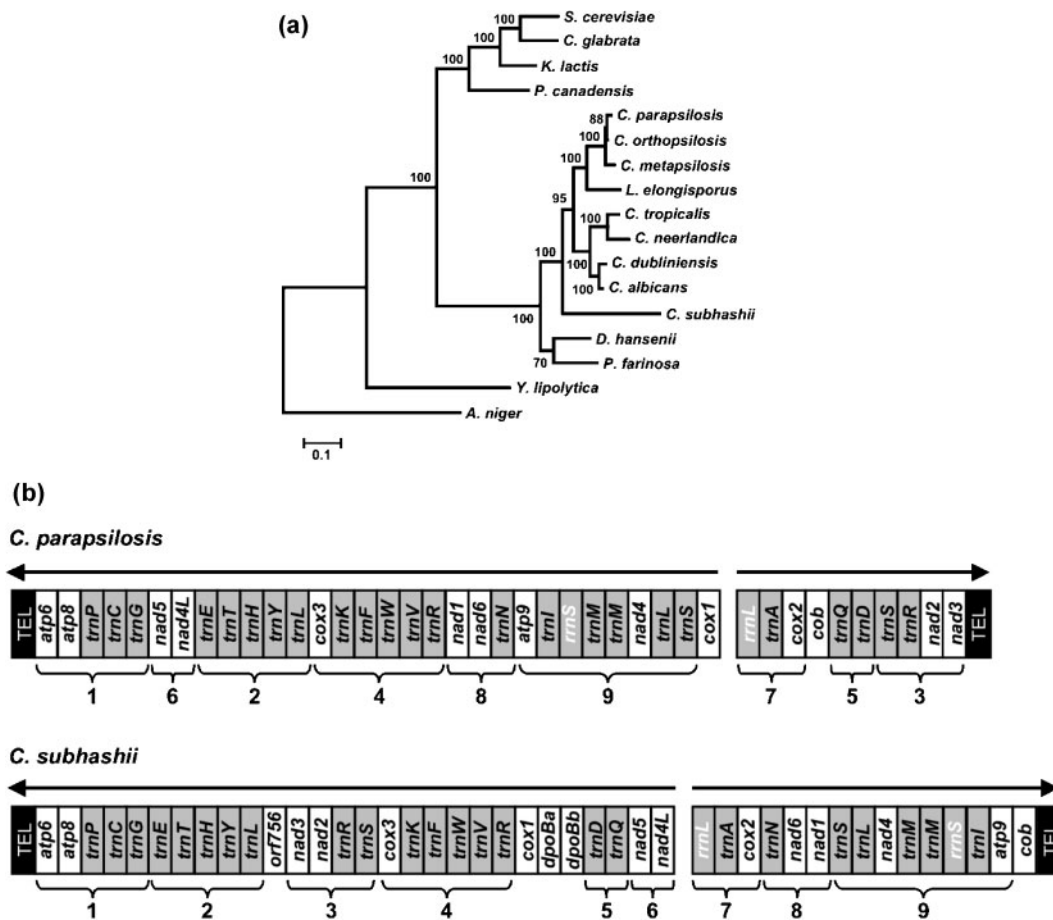 (a)
100
S. cerevisiae
100
C. glabrata
100
K. lactis
P. canadensis
88
C. parapsilosis
100
C. orthopsilosis
100
C. metapsilosis
100
L. elongisporus
95
100
C. tropicalis
C. neerlandica
100
100
C. dubliniensis
100
C. albicans
C. subhashii
100
D. hansenii
70
P. farinosa
Y. lipolytica
A. niger
0.1
(b)
C. parapsilosis
TEL atp6 atp8 trnP trnC trnG nad5 nad4L trnE trnT trnH trnY trnL cox3 trnK trnF trnW trnV trnR nad1 nad6 trnN atp9 trnI rrnS trnM trnM nad4 trnL trnS cox1 rrnL trnA cox2 cob trnQ trnD trnS trnR nad2 nad3 TEL
1 6 2 4 8 9 7 5 3
C. subhashii
TEL atp6 atp8 trnP trnC trnG trnE trnT trnH trnY trnL orf756 nad3 nad2 trnR trnS cox3 trnK trnF trnW trnV trnR cox1 dpoBa dpoBb trnD trnQ nad5 nad4L rrnL trnA cox2 trnN nad6 nad1 trnS trnL nad4 trnM trnM rrnS trnI atp9 cob TEL
1 2 3 4 5 6 7 8 9